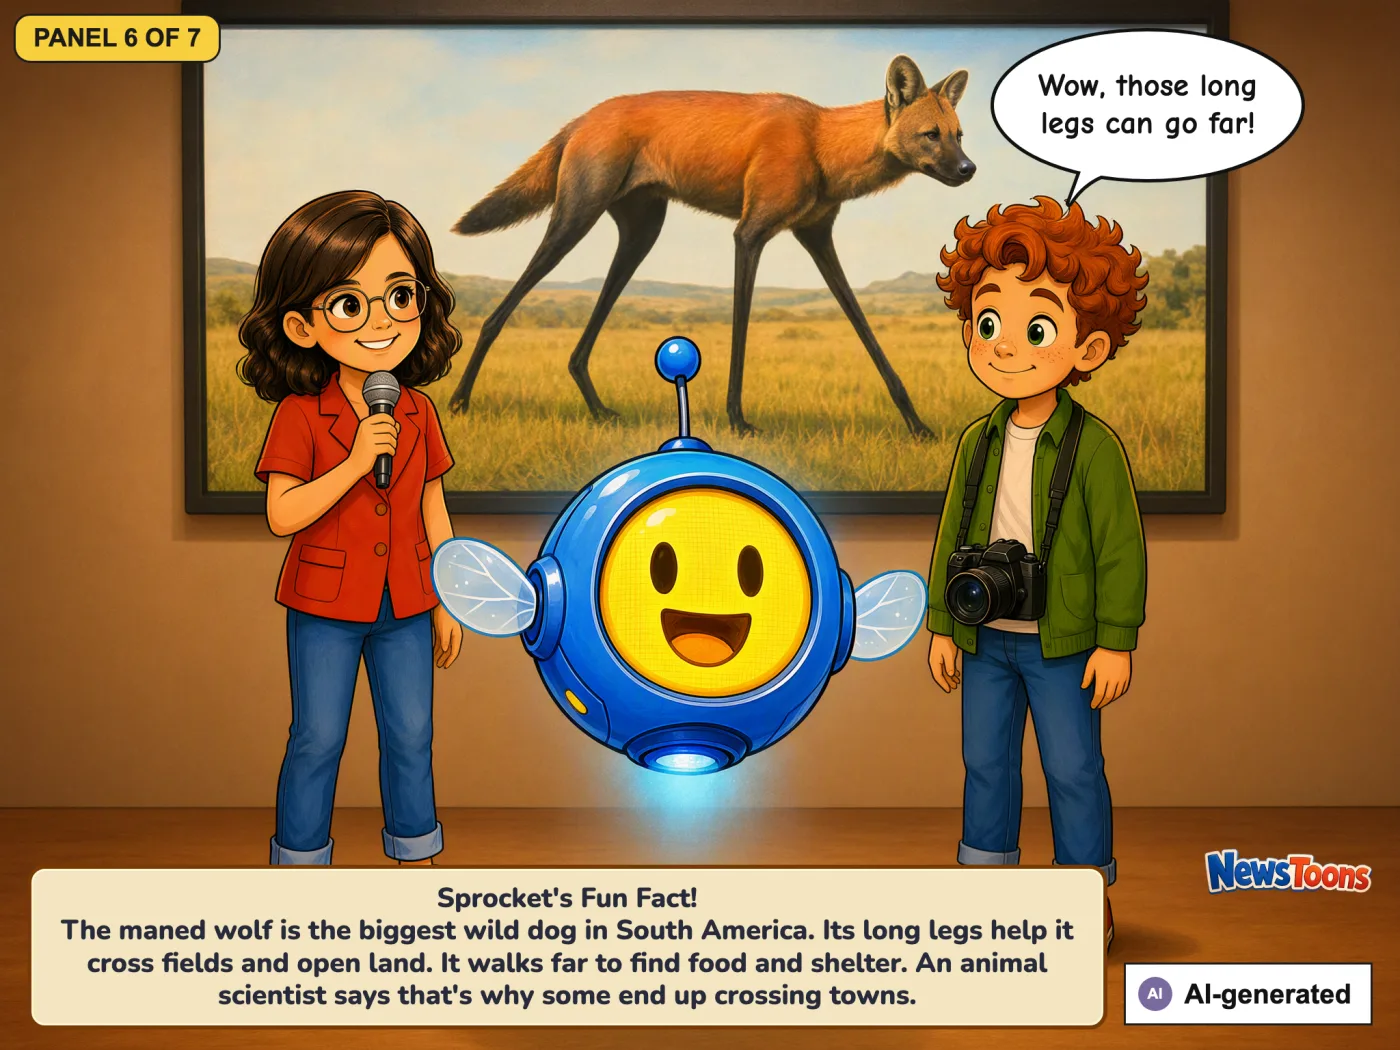 PANEL 6 OF 7
Wow, those long
legs can go far!
Sprocket's Fun Fact!
The maned wolf is the biggest wild dog in South America. Its long legs help it
cross fields and open land. It walks far to find food and shelter. An animal
scientist says that's why some end up crossing towns.
NewsToons
AI AI-generated